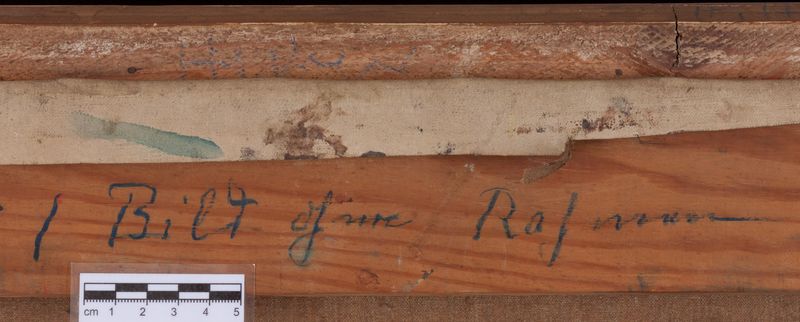 / Bild ohne Rahmen
cm 1 2 3 4 5